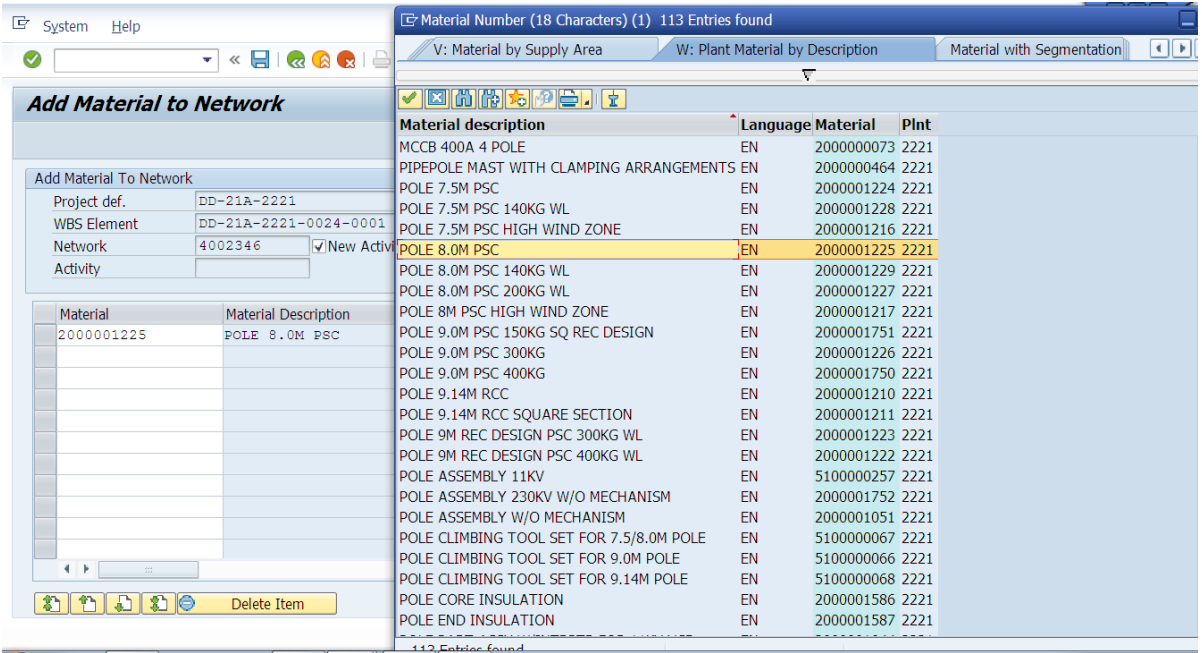 System Help
Add Material to Network
Add Material To Network
Project def. DD-21A-2221
WBS Element DD-21A-2221-0024-0001
Network 4002346 New Activi
Activity
Material Material Description
2000001225 POLE 8.0M PSC
Delete Item
Material Number (18 Characters) (1) 113 Entries found
V: Material by Supply Area W: Plant Material by Description Material with Segmentation
Material description Language Material Plnt
MCCB 400A 4 POLE EN 2000000073 2221
PIPEPOLE MAST WITH CLAMPING ARRANGEMENTS EN 2000000464 2221
POLE 7.5M PSC EN 2000001224 2221
POLE 7.5M PSC 140KG WL EN 2000001228 2221
POLE 7.5M PSC HIGH WIND ZONE EN 2000001216 2221
POLE 8.0M PSC EN 2000001225 2221
POLE 8.0M PSC 140KG WL EN 2000001229 2221
POLE 8.0M PSC 200KG WL EN 2000001227 2221
POLE 8M PSC HIGH WIND ZONE EN 2000001217 2221
POLE 9.0M PSC 150KG SQ REC DESIGN EN 2000001751 2221
POLE 9.0M PSC 300KG EN 2000001226 2221
POLE 9.0M PSC 400KG EN 2000001750 2221
POLE 9.14M RCC EN 2000001210 2221
POLE 9.14M RCC SQUARE SECTION EN 2000001211 2221
POLE 9M REC DESIGN PSC 300KG WL EN 2000001223 2221
POLE 9M REC DESIGN PSC 400KG WL EN 2000001222 2221
POLE ASSEMBLY 11KV EN 5100000257 2221
POLE ASSEMBLY 230KV W/O MECHANISM EN 2000001752 2221
POLE ASSEMBLY W/O MECHANISM EN 2000001051 2221
POLE CLIMBING TOOL SET FOR 7.5/8.0M POLE EN 5100000067 2221
POLE CLIMBING TOOL SET FOR 9.0M POLE EN 5100000066 2221
POLE CLIMBING TOOL SET FOR 9.14M POLE EN 5100000068 2221
POLE CORE INSULATION EN 2000001586 2221
POLE END INSULATION EN 2000001587 2221
113 Entries found